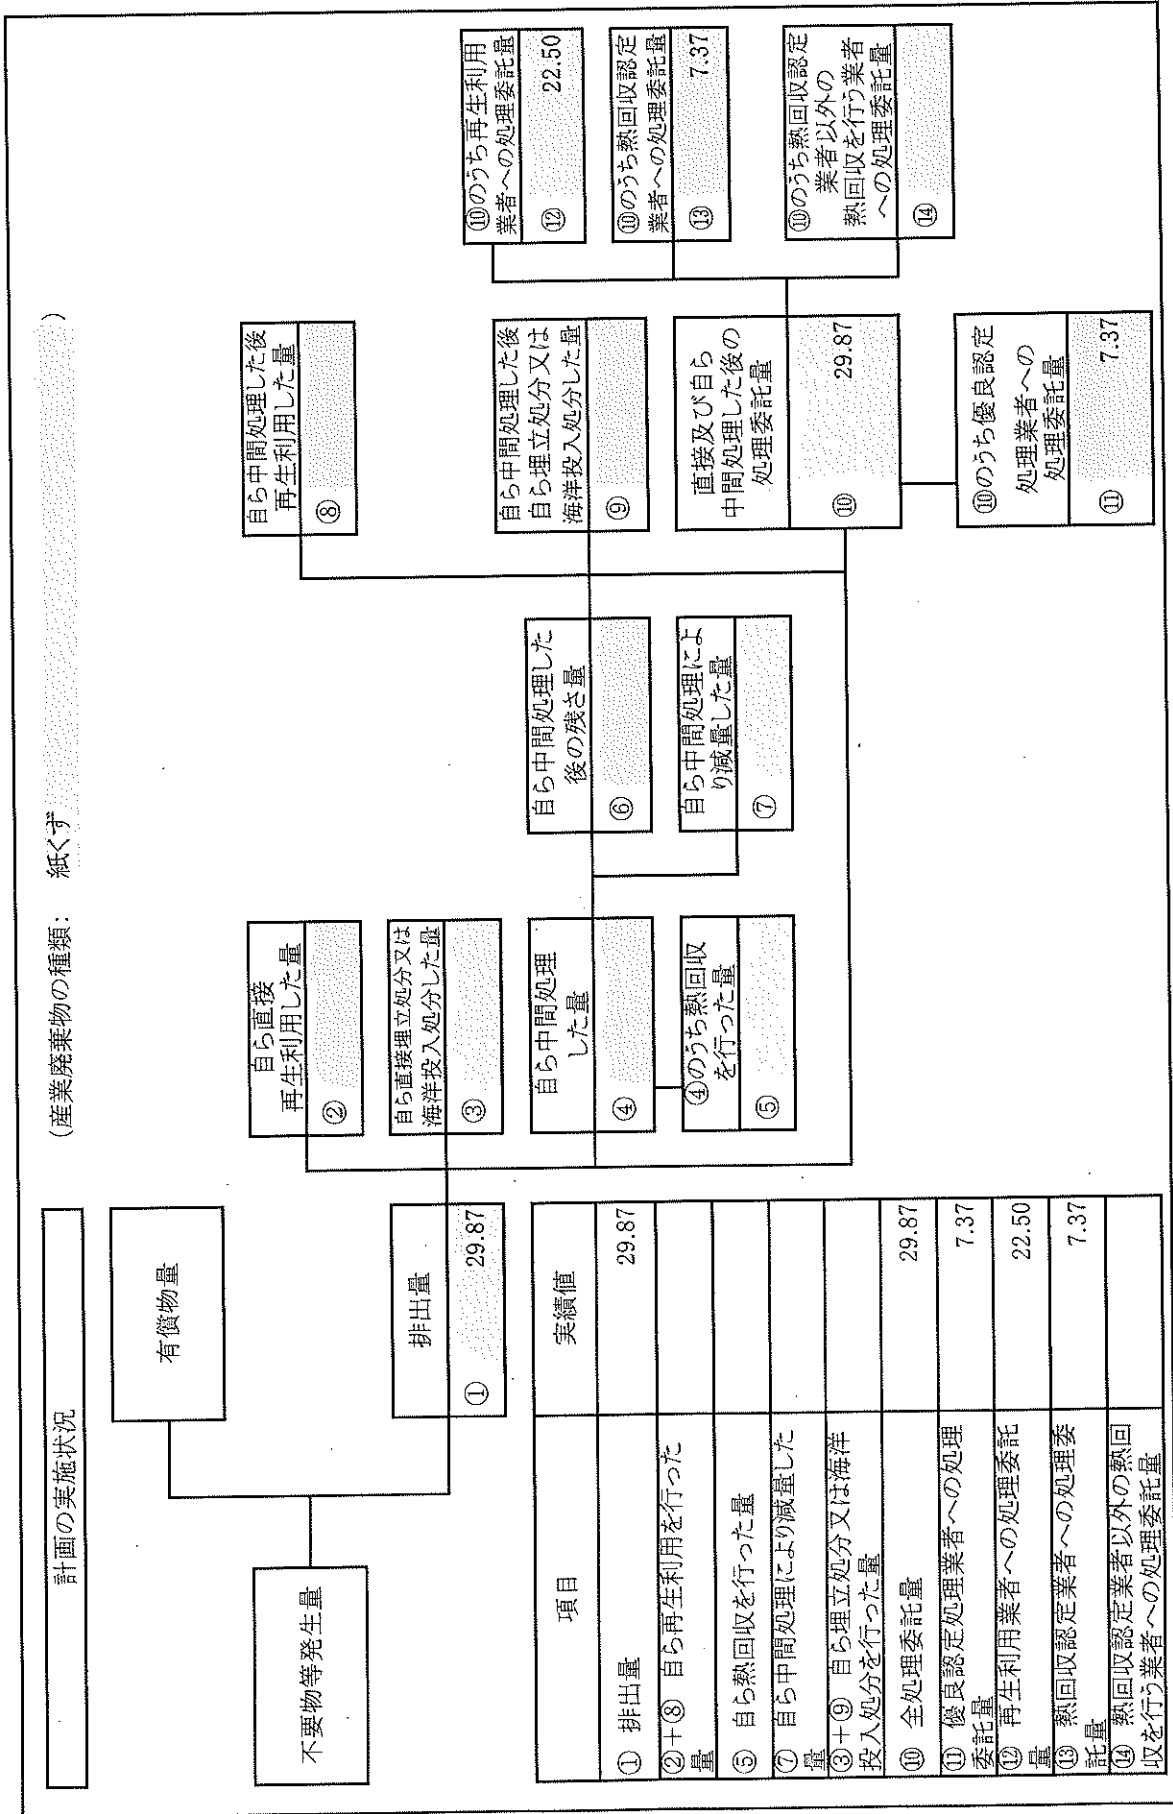 計画の実施状況
(産業廃棄物の種類： 紙くず )
不要物等発生量
有償物量
排出量
① 29.87
自ら直接
再生利用した量
②
自ら直接埋立処分又は
海洋投入処分した量
③
自ら中間処理
した量
④
④のうち熱回収
を行った量
⑤
自ら中間処理した
後の残さ量
⑥
自ら中間処理によ
り減量した量
⑦
自ら中間処理した後
再生利用した量
⑧
自ら中間処理した後
自ら埋立処分又は
海洋投入処分した量
⑨
直接及び自ら
中間処理した後の
処理委託量
⑩ 29.87
⑩のうち優良認定
処理業者への
処理委託量
⑪ 7.37
⑩のうち再生利用
業者への処理委託量
⑫ 22.50
⑩のうち熱回収認定
業者への処理委託量
⑬ 7.37
⑩のうち熱回収認定
業者以外の
熱回収を行う業者
への処理委託量
⑭
項目 実績値
① 排出量 29.87
②+⑧ 自ら再生利用を行った
量
⑤ 自ら熱回収を行った量
⑦ 自ら中間処理により減量した
量
③+⑨ 自ら埋立処分又は海洋
投入処分を行った量
⑩ 全処理委託量 29.87
⑪ 優良認定処理業者への処理
委託量 7.37
⑫ 再生利用業者への処理委託
量 22.50
⑬ 熱回収認定業者への処理委
託量 7.37
⑭ 熱回収認定業者以外の熱回
収を行う業者への処理委託量